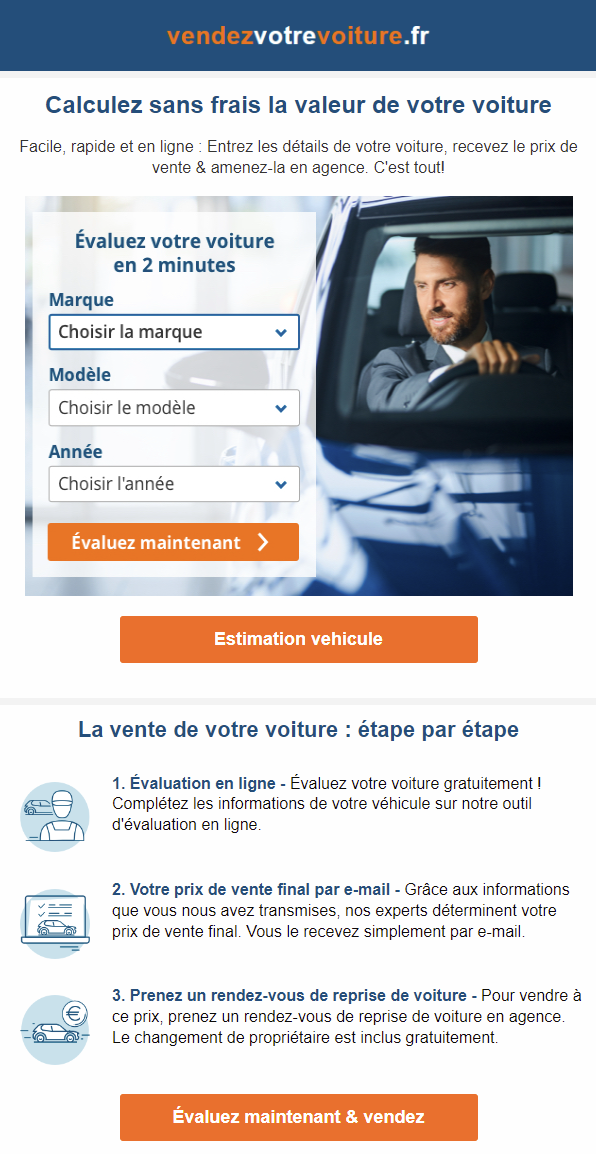 vendezvotrevoiture.fr
Calculez sans frais la valeur de votre voiture
Facile, rapide et en ligne : Entrez les détails de votre voiture, recevez le prix de
vente & amenez-la en agence. C'est tout!
Évaluez votre voiture
en 2 minutes
Marque
Choisir la marque
Modèle
Choisir le modèle
Année
Choisir l'année
Évaluez maintenant
Estimation vehicule
La vente de votre voiture : étape par étape
1. Évaluation en ligne - Évaluez votre voiture gratuitement !
Complétez les informations de votre véhicule sur notre outil
d'évaluation en ligne.
2. Votre prix de vente final par e-mail - Grâce aux informations
que vous nous avez transmises, nos experts déterminent votre
prix de vente final. Vous le recevez simplement par e-mail.
3. Prenez un rendez-vous de reprise de voiture - Pour vendre à
ce prix, prenez un rendez-vous de reprise de voiture en agence.
Le changement de propriétaire est inclus gratuitement.
Évaluez maintenant & vendez